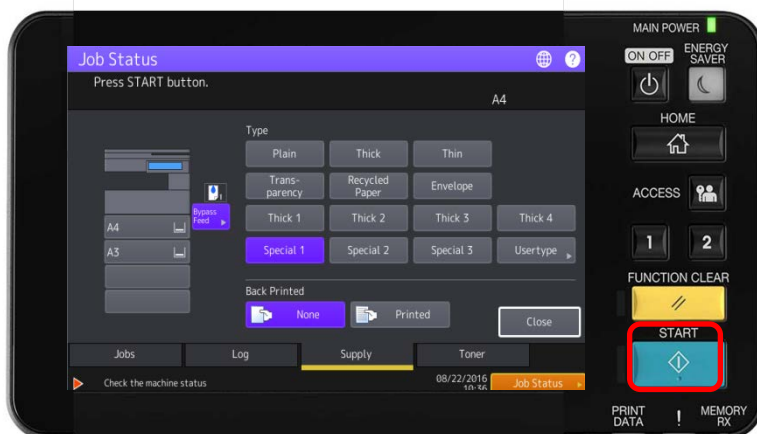 Job Status
?
Press START button.
A4
Type
Plain Thick Thin
Trans-
parency
Recycled
Paper
Envelope
Bypass
Feed
1
A4
A3
Thick 1 Thick 2 Thick 3 Thick 4
Special 1 Special 2 Special 3 Usertype
Back Printed
None Printed
Close
Jobs Log Supply Toner
Check the machine status
08/22/2016
10:36
Job Status
MAIN POWER
ON OFF
ENERGY
SAVER
HOME
ACCESS
1 2
FUNCTION CLEAR
START
PRINT
DATA
!
MEMORY
RX